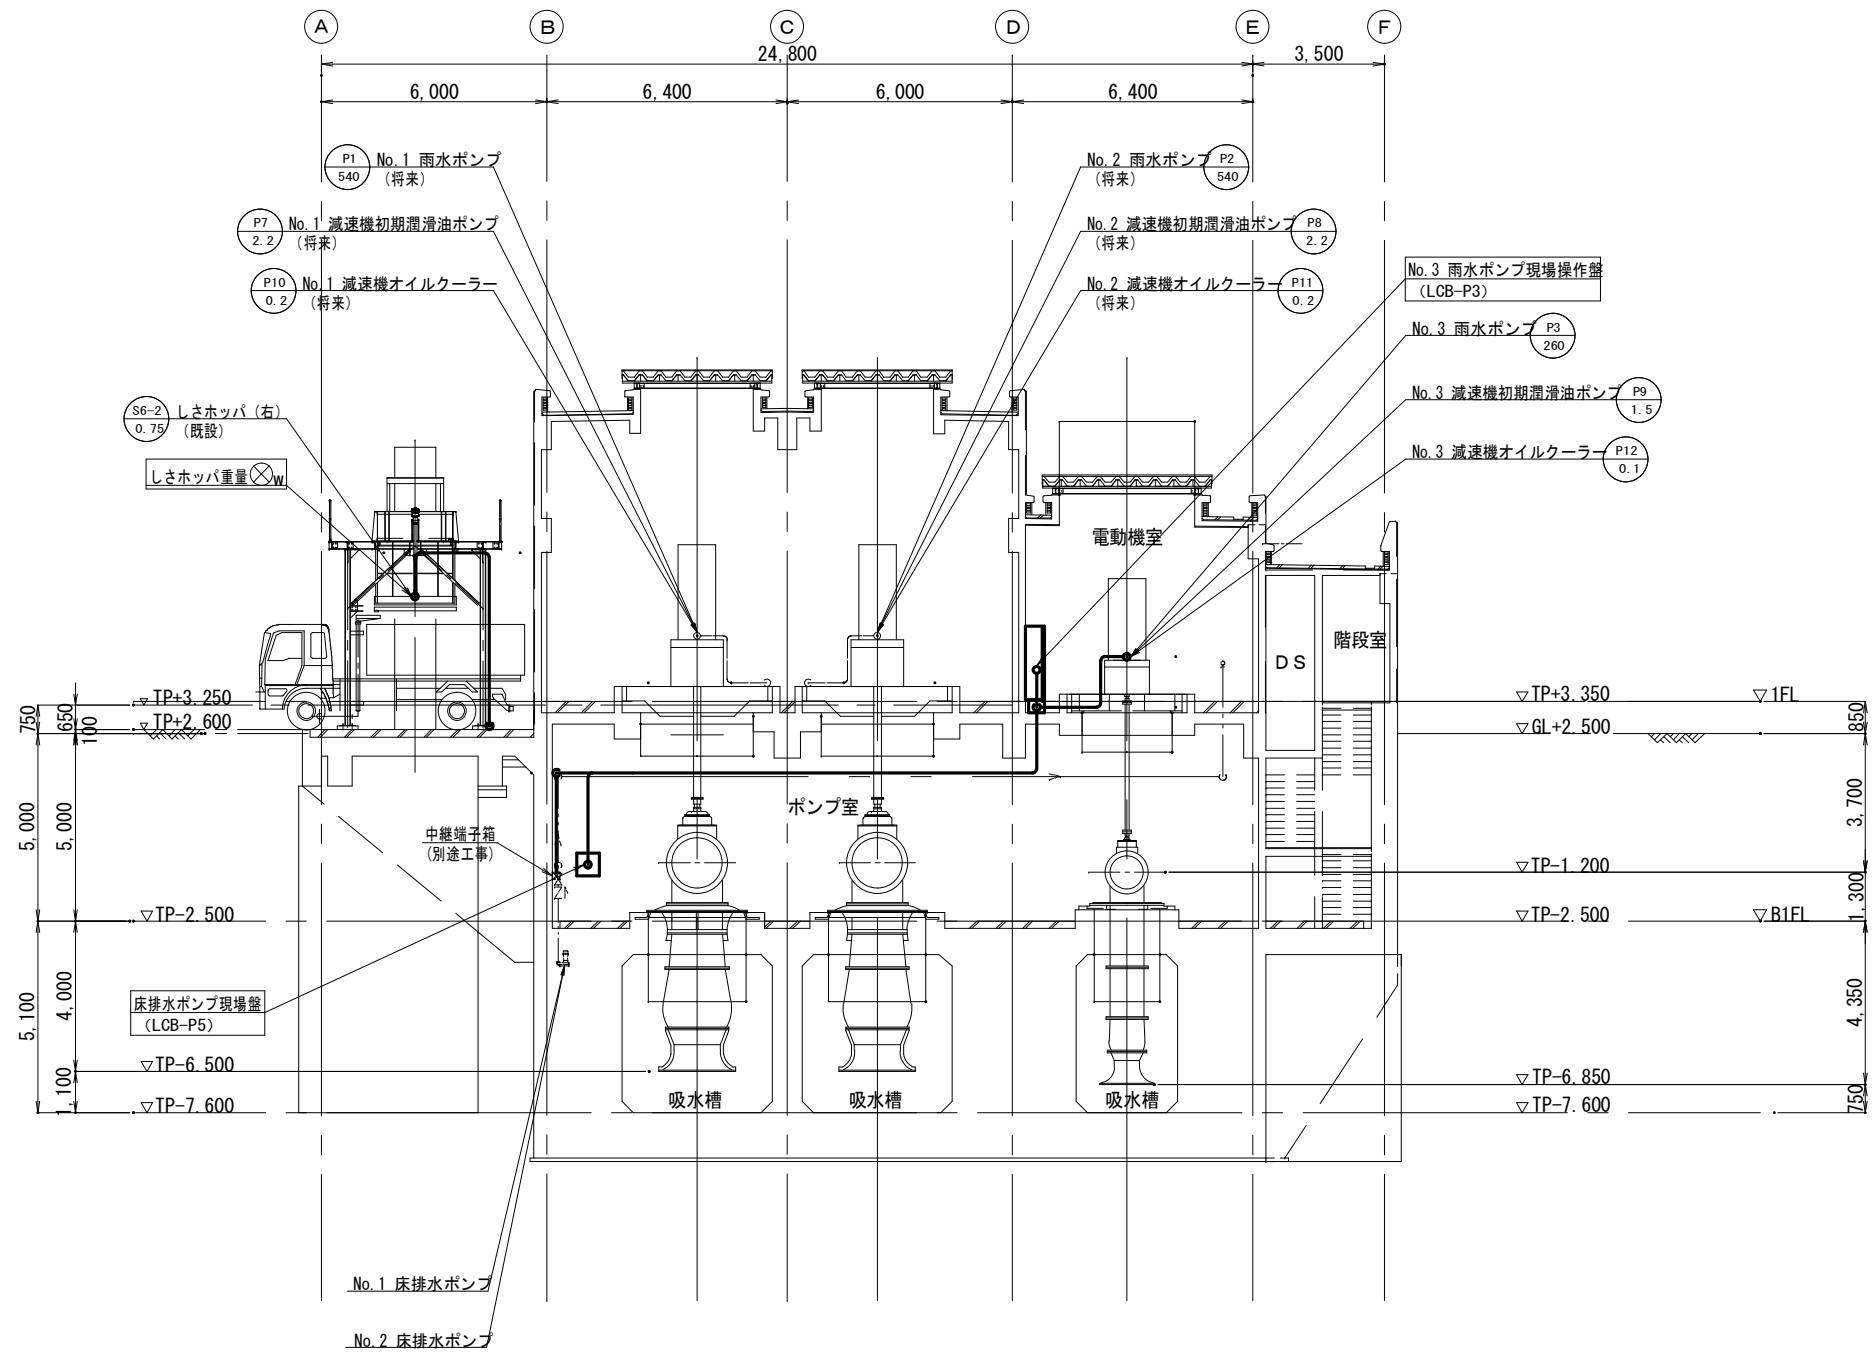 A B C D E F
24,800 3,500
6,000 6,400 6,000 6,400
P1 540 No.1 雨水ポンプ
(将来)
P7 2.2 No.1 減速機初期潤滑油ポンプ
(将来)
P10 0.2 No.1 減速機オイルクーラー
(将来)
No.2 雨水ポンプ P2 540
(将来)
No.2 減速機初期潤滑油ポンプ P8 2.2
(将来)
No.2 減速機オイルクーラー P11 0.2
(将来)
No.3 雨水ポンプ現場操作盤
(LCB-P3)
No.3 雨水ポンプ P3 260
No.3 減速機初期潤滑油ポンプ P9 1.5
No.3 減速機オイルクーラー P12 0.1
S6-2 0.75 しさホッパ(右)
(既設)
しさホッパ重量 W
電動機室
階段室
DS
▽TP+3.250
▽TP+2.600
750 650 100
▽TP+3.350 ▽1FL
▽GL+2.500
850
ポンプ室
5,000 5,000
3,700
中継端子箱
(別途工事)
▽TP-1.200
1,300
▽TP-2.500
▽TP-2.500 ▽B1FL
床排水ポンプ現場盤
(LCB-P5)
5,100 4,000
4,350
▽TP-6.500
1,100
▽TP-7.600
吸水槽 吸水槽 吸水槽
▽TP-6.850
▽TP-7.600
750
No.1 床排水ポンプ
No.2 床排水ポンプ